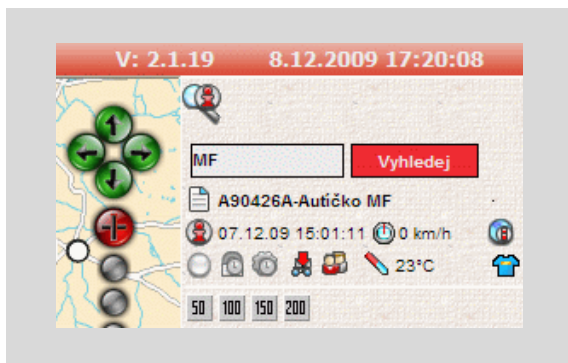 V: 2.1.19 8.12.2009 17:20:08
MF Vyhledej
A90426A-Autíčko MF
07.12.09 15:01:11 0 km/h
23°C
50 100 150 200